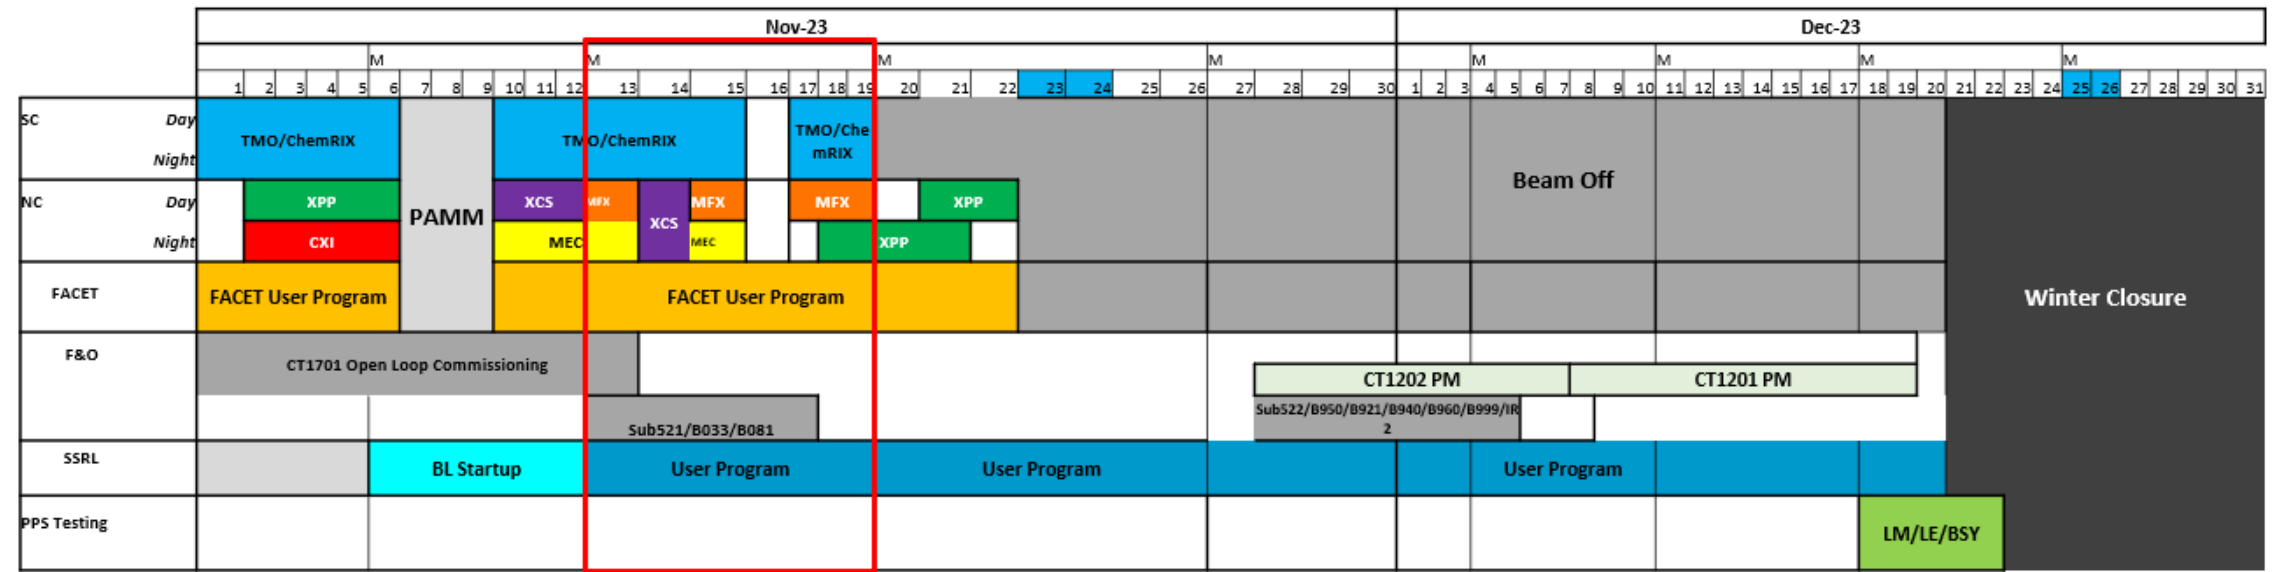 Nov-23 Dec-23
M M M M M M M M
1 2 3 4 5 6 7 8 9 10 11 12 13 14 15 16 17 18 19 20 21 22 23 24 25 26 27 28 29 30 1 2 3 4 5 6 7 8 9 10 11 12 13 14 15 16 17 18 19 20 21 22 23 24 25 26 27 28 29 30 31
SC Day
Night
TMO/ChemRIX
TMO/ChemRIX
TMO/Che
mRIX
Beam Off
NC Day
Night
XPP
CXI
PAMM
XCS
MFX
XCS
MFX
MFX
XPP
MEC
MEC
XPP
FACET
FACET User Program
FACET User Program
Winter Closure
F&O
CT1701 Open Loop Commissioning
CT1202 PM
CT1201 PM
Sub521/B033/B081
Sub522/B950/B921/B940/B960/B999/IR
2
SSRL
BL Startup
User Program
User Program
User Program
PPS Testing
LM/LE/BSY